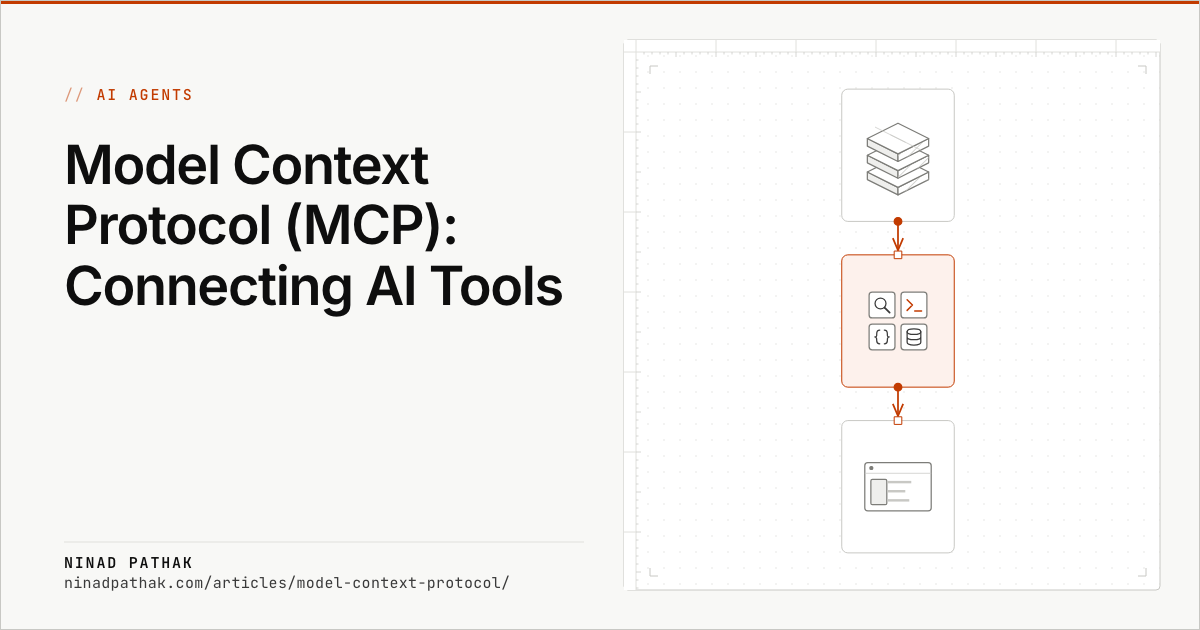 // AI AGENTS
Model Context
Protocol (MCP):
Connecting AI Tools
NINAD PATHAK
ninadpathak.com/articles/model-context-protocol/